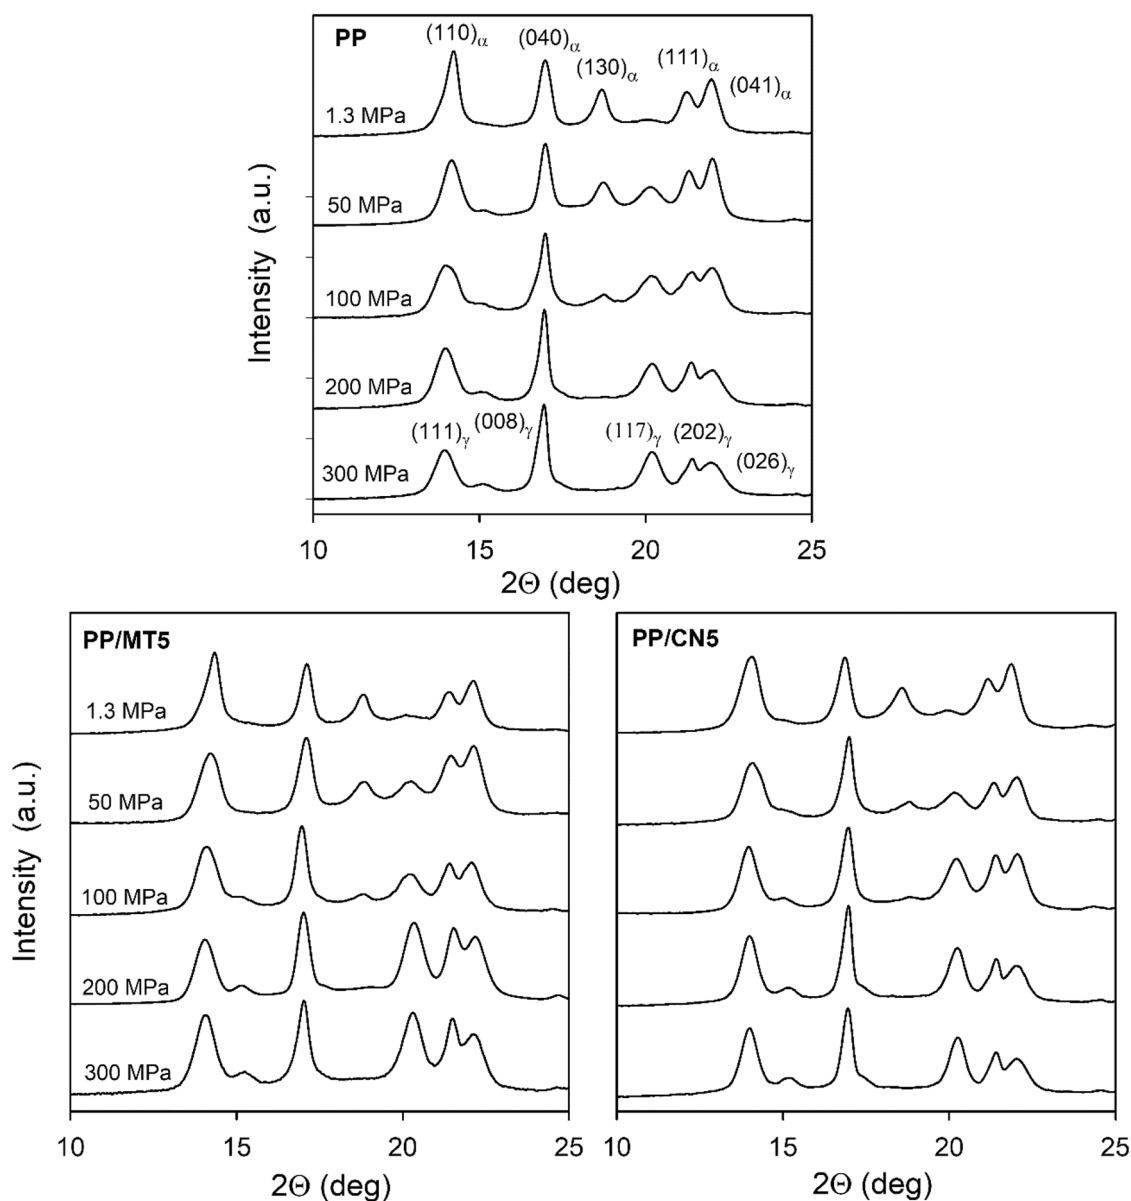 PP
(110)α
(040)α
(130)α
(111)α
(041)α
1.3 MPa
50 MPa
100 MPa
200 MPa
300 MPa
(111)γ
(008)γ
(117)γ
(202)γ
(026)γ
Intensity (a.u.)
10 15 20 25
2Θ (deg)
PP/MT5
1.3 MPa
50 MPa
100 MPa
200 MPa
300 MPa
Intensity (a.u.)
10 15 20 25
2Θ (deg)
PP/CN5
10 15 20 25
2Θ (deg)